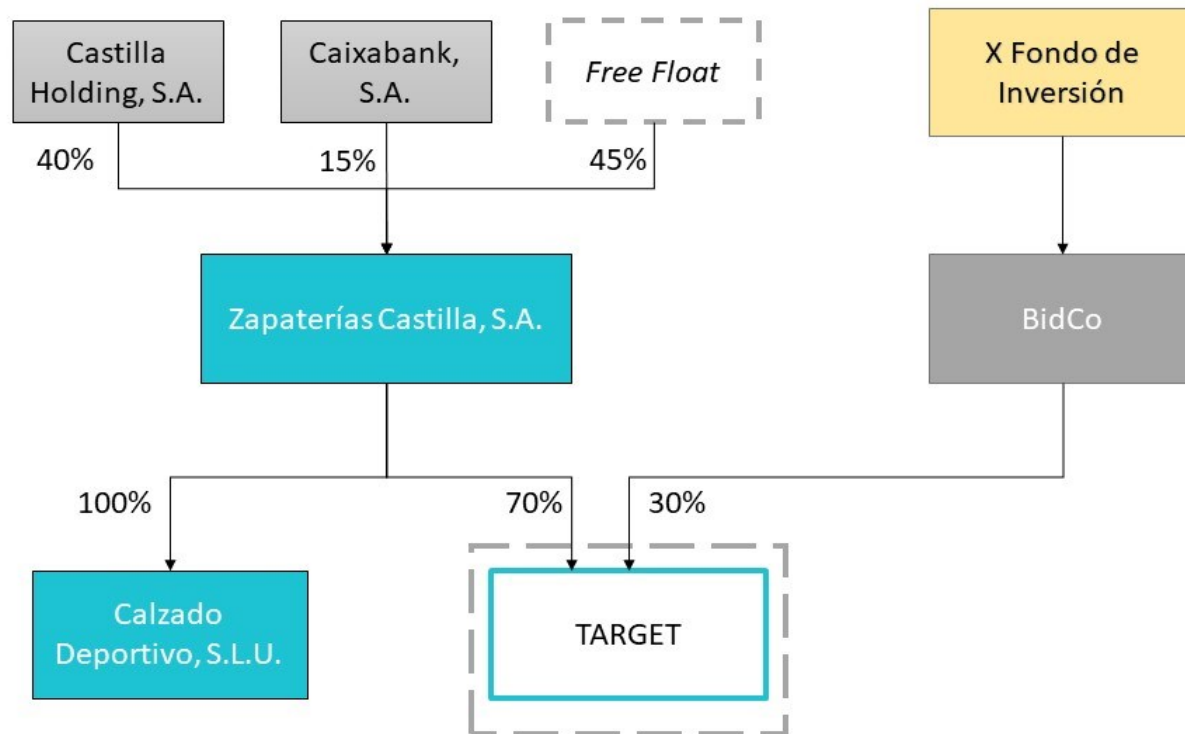 Castilla
Holding, S.A.
Caixabank,
S.A.
Free Float
X Fondo de
Inversión
40%
15%
45%
Zapaterías Castilla, S.A.
BidCo
100%
70%
30%
Calzado
Deportivo, S.L.U.
TARGET